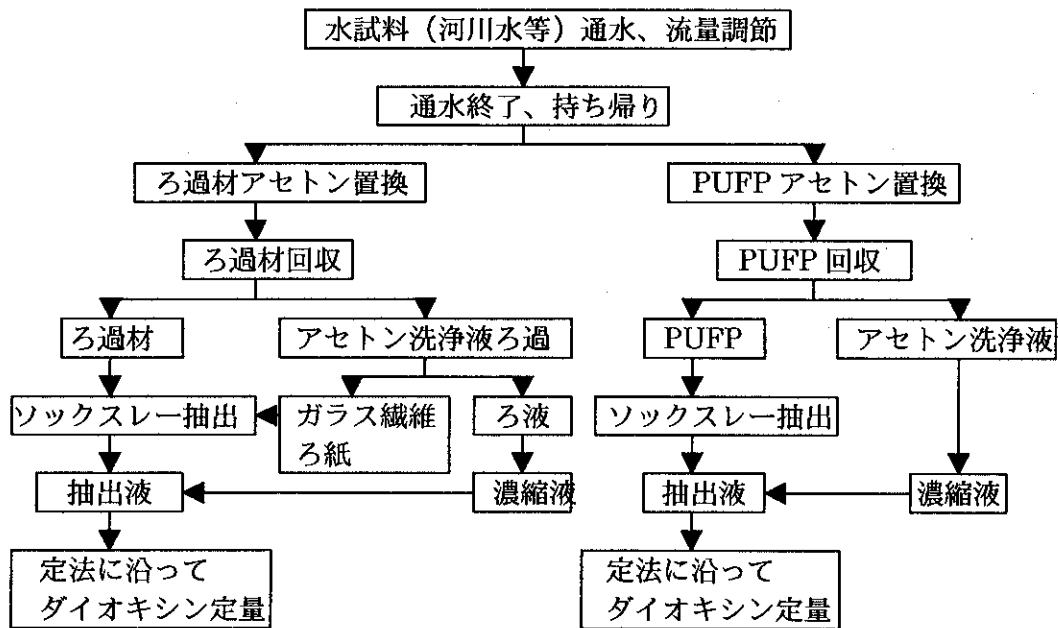 水試料（河川水等）通水、流量調節
通水終了、持ち帰り
ろ過材アセトン置換
PUFP アセトン置換
ろ過材回収
PUFP 回収
ろ過材
アセトン洗浄液ろ過
PUFP
アセトン洗浄液
ソックスレー抽出
ガラス繊維
ろ紙
ろ液
ソックスレー抽出
抽出液
濃縮液
抽出液
濃縮液
定法に沿って
ダイオキシン定量
定法に沿って
ダイオキシン定量